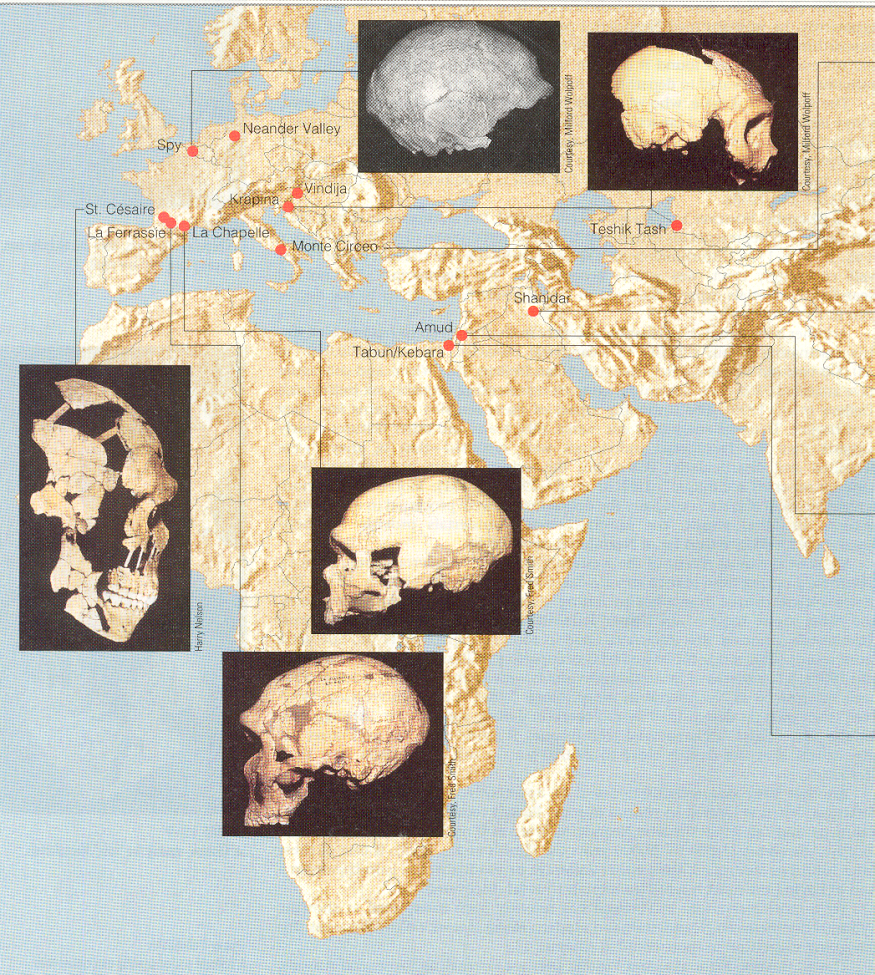 Courtesy, Milford Wolpoff
Courtesy, Milford Wolpoff
Neander Valley
Spy
Vindija
Krapina
St. Césaire
La Ferrassie
La Chapelle
Monte Circeo
Teshik Tash
Shanidar
Amud
Tabun/Kebara
Harry Nelson
Courtesy, Fred Smith
Courtesy, Fred Smith